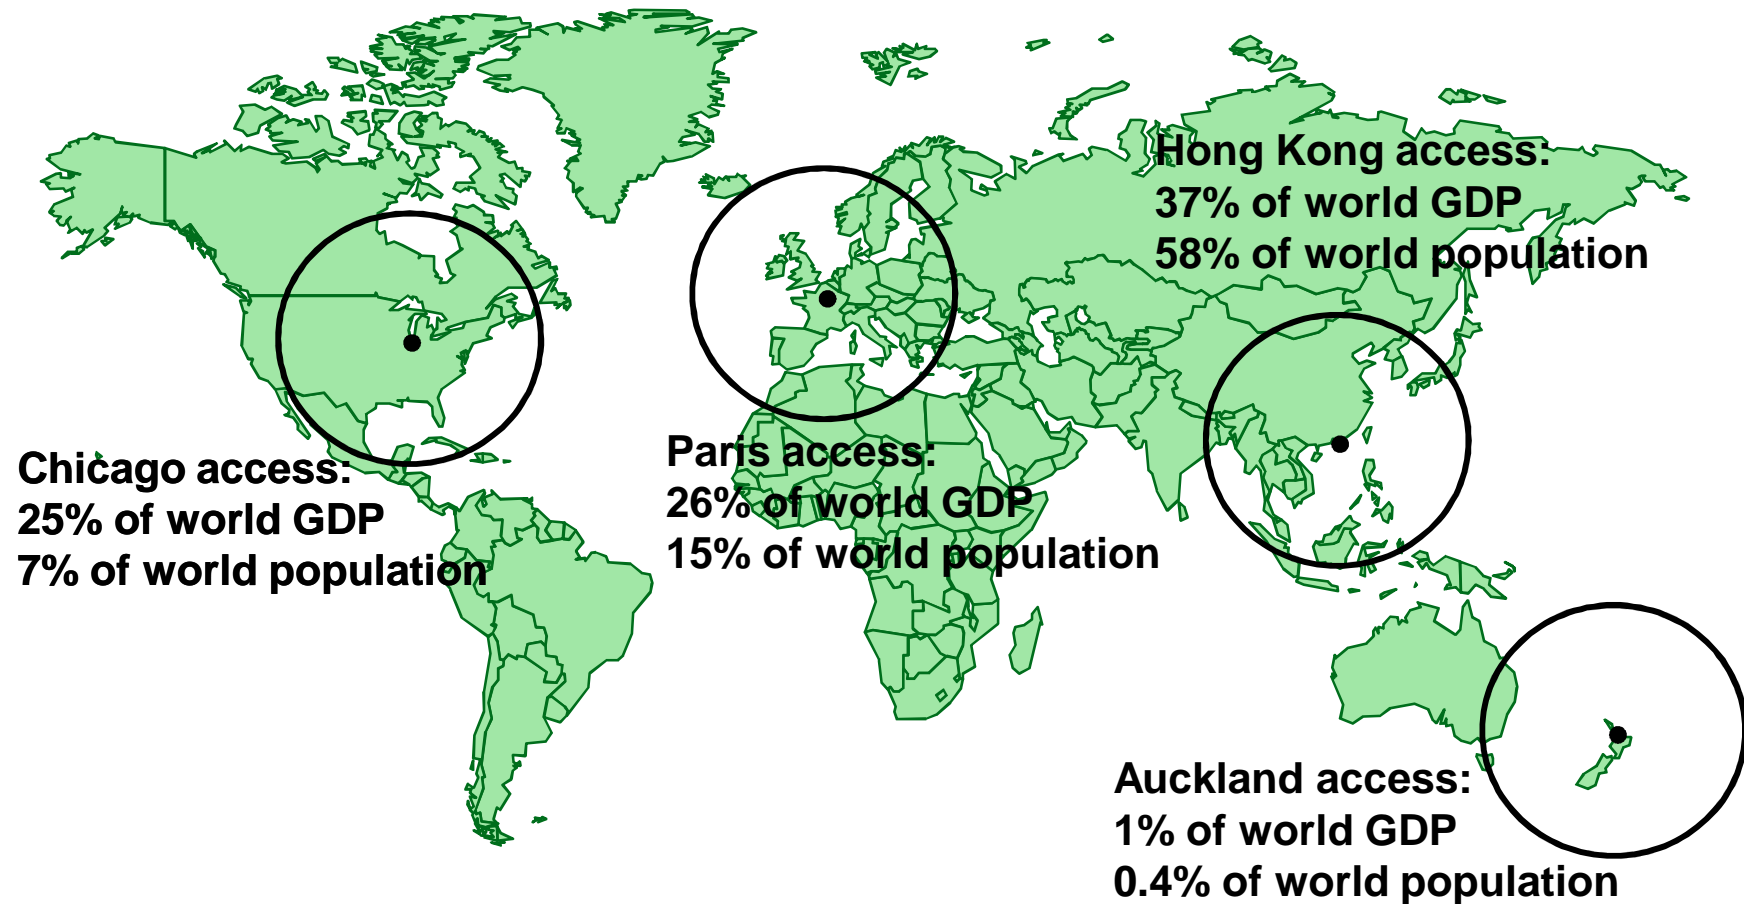 Hong Kong access:
37% of world GDP
58% of world population
Chicago access:
25% of world GDP
7% of world population
Paris access:
26% of world GDP
15% of world population
Auckland access:
1% of world GDP
0.4% of world population